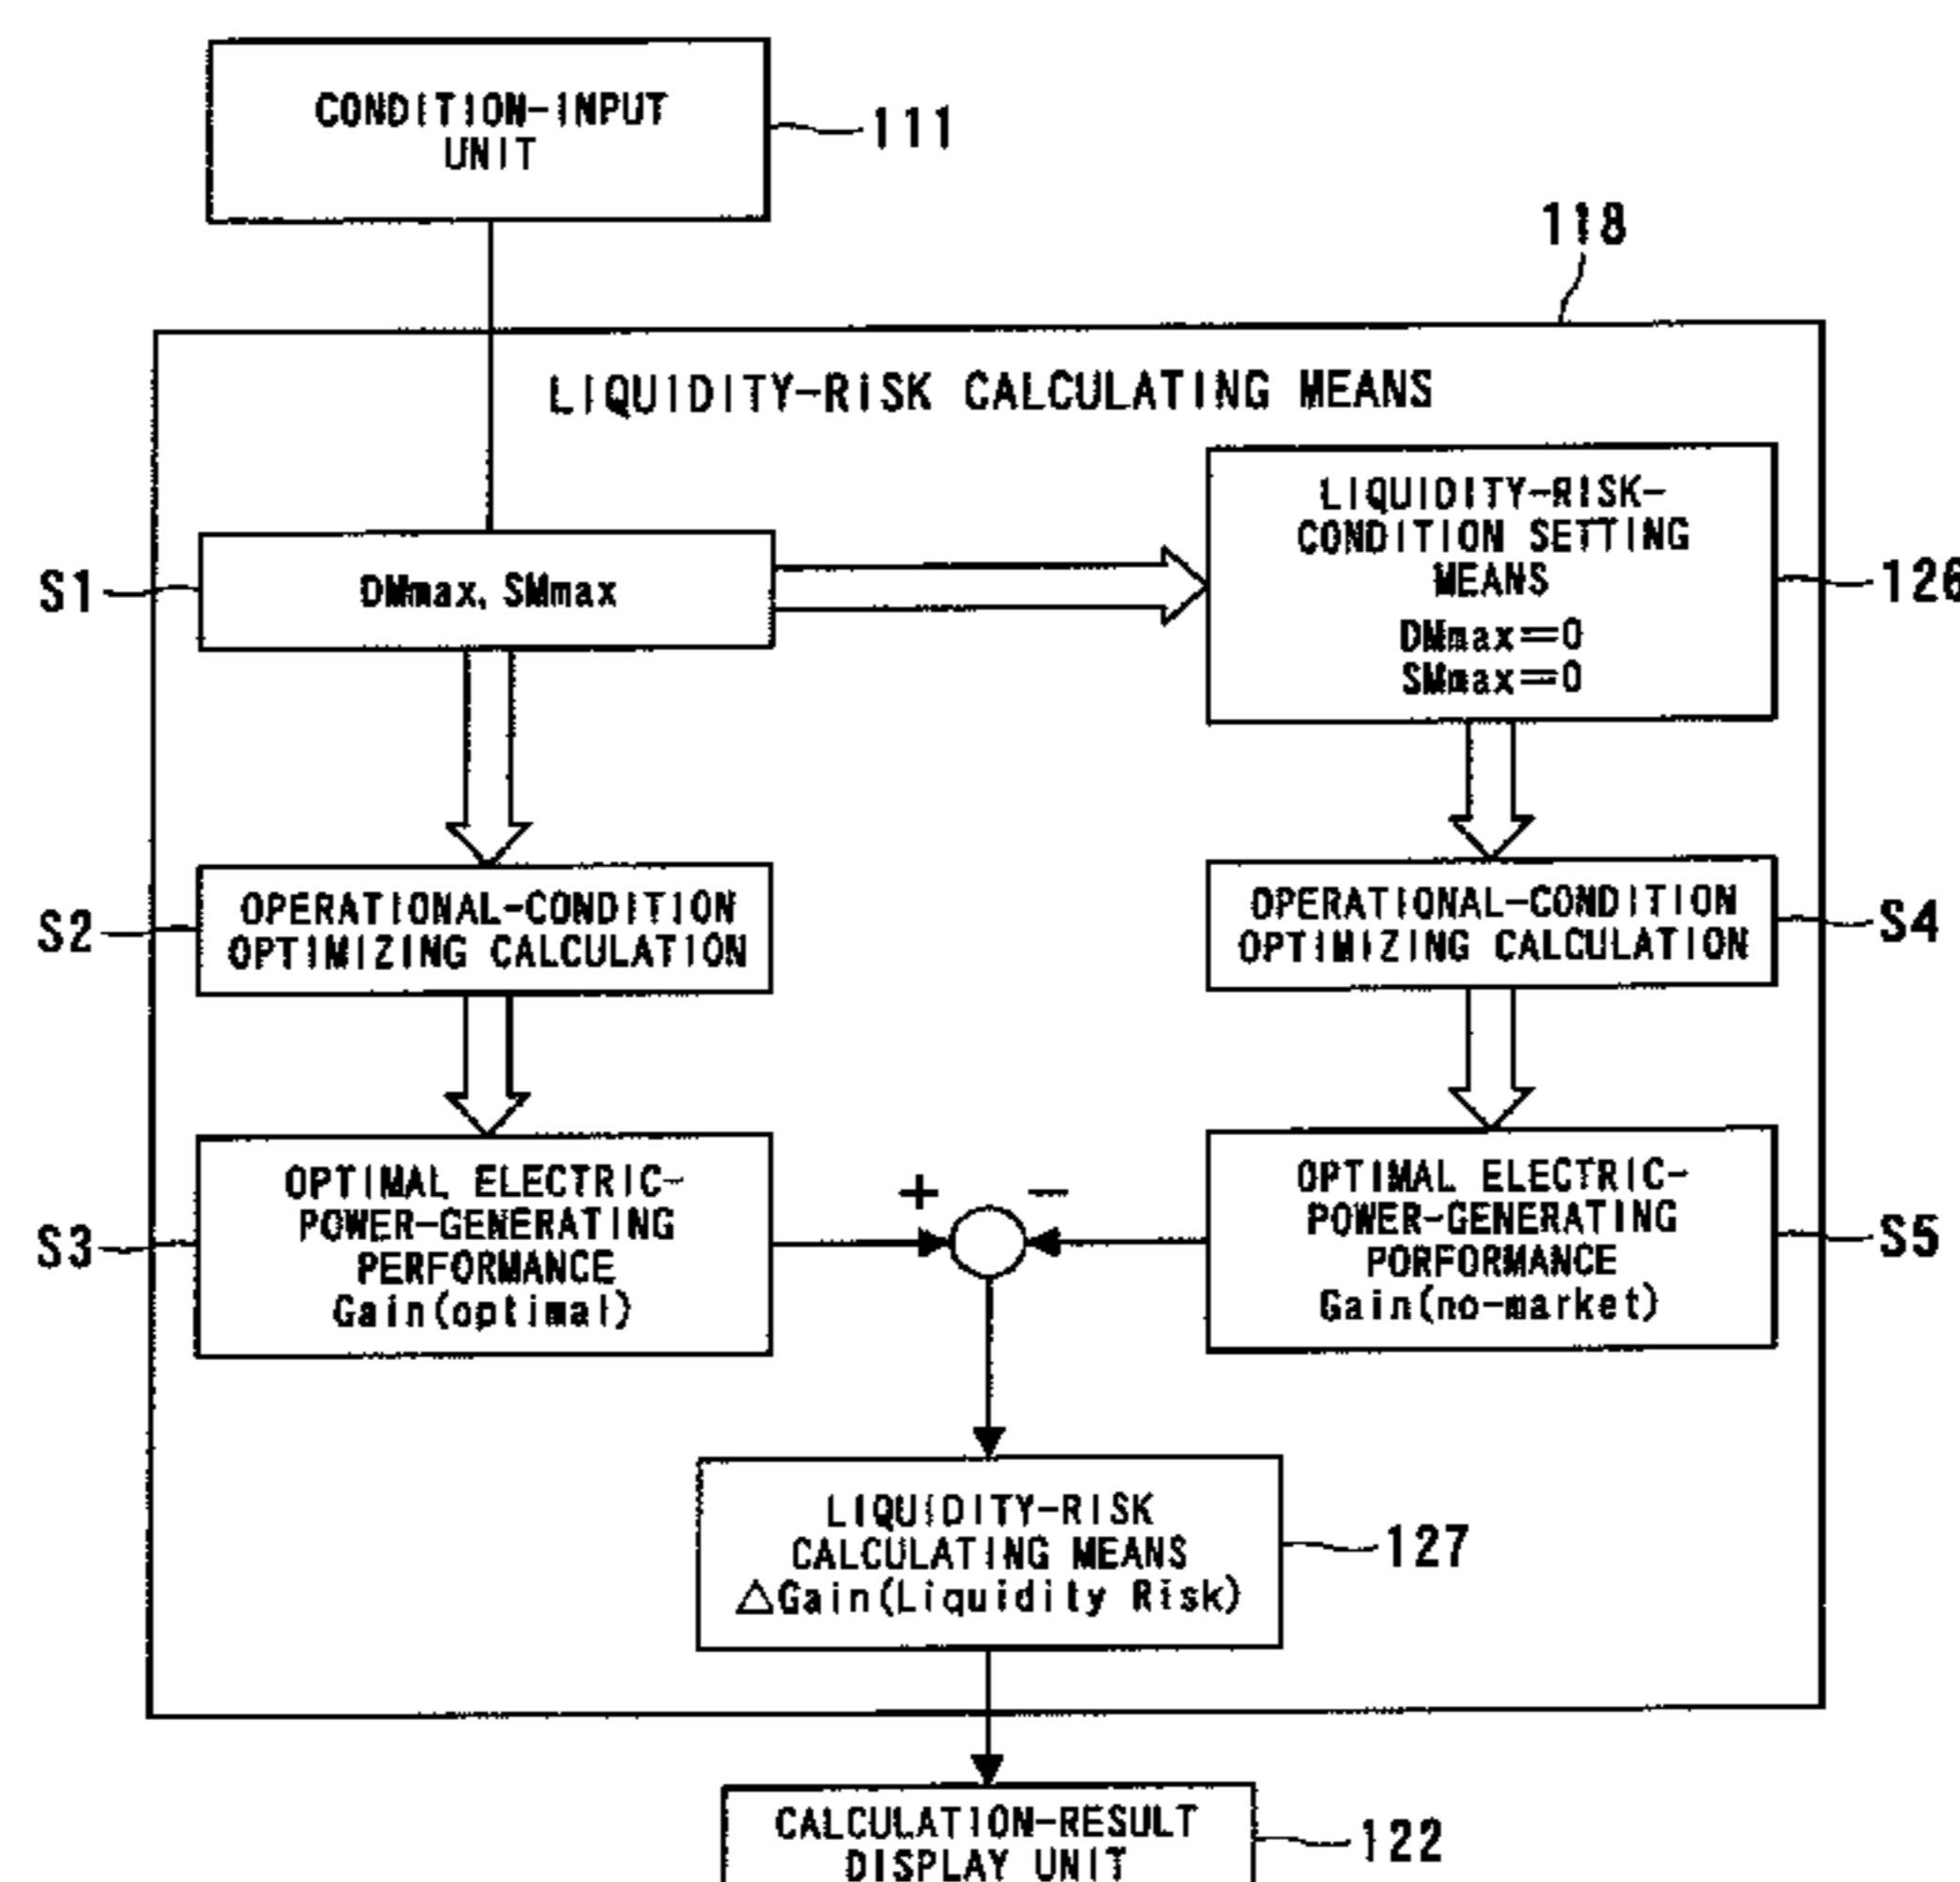 CONDITION-INPUT
UNIT
111
118
LIQUIDITY-RISK CALCULATING MEANS
S1
DMmax, SMmax
LIQUIDITY-RISK-
CONDITION SETTING
MEANS
DMmax=0
SMmax=0
126
S2
OPERATIONAL-CONDITION
OPTIMIZING CALCULATION
OPERATIONAL-CONDITION
OPTIMIZING CALCULATION
S4
S3
OPTIMAL ELECTRIC-
POWER-GENERATING
PERFORMANCE
Gain(optimal)
+
−
OPTIMAL ELECTRIC-
POWER-GENERATING
PORFORMANCE
Gain(no-market)
S5
LIQUIDITY-RISK
CALCULATING MEANS
△Gain(Liquidity Risk)
127
CALCULATION-RESULT
DISPLAY UNIT
122